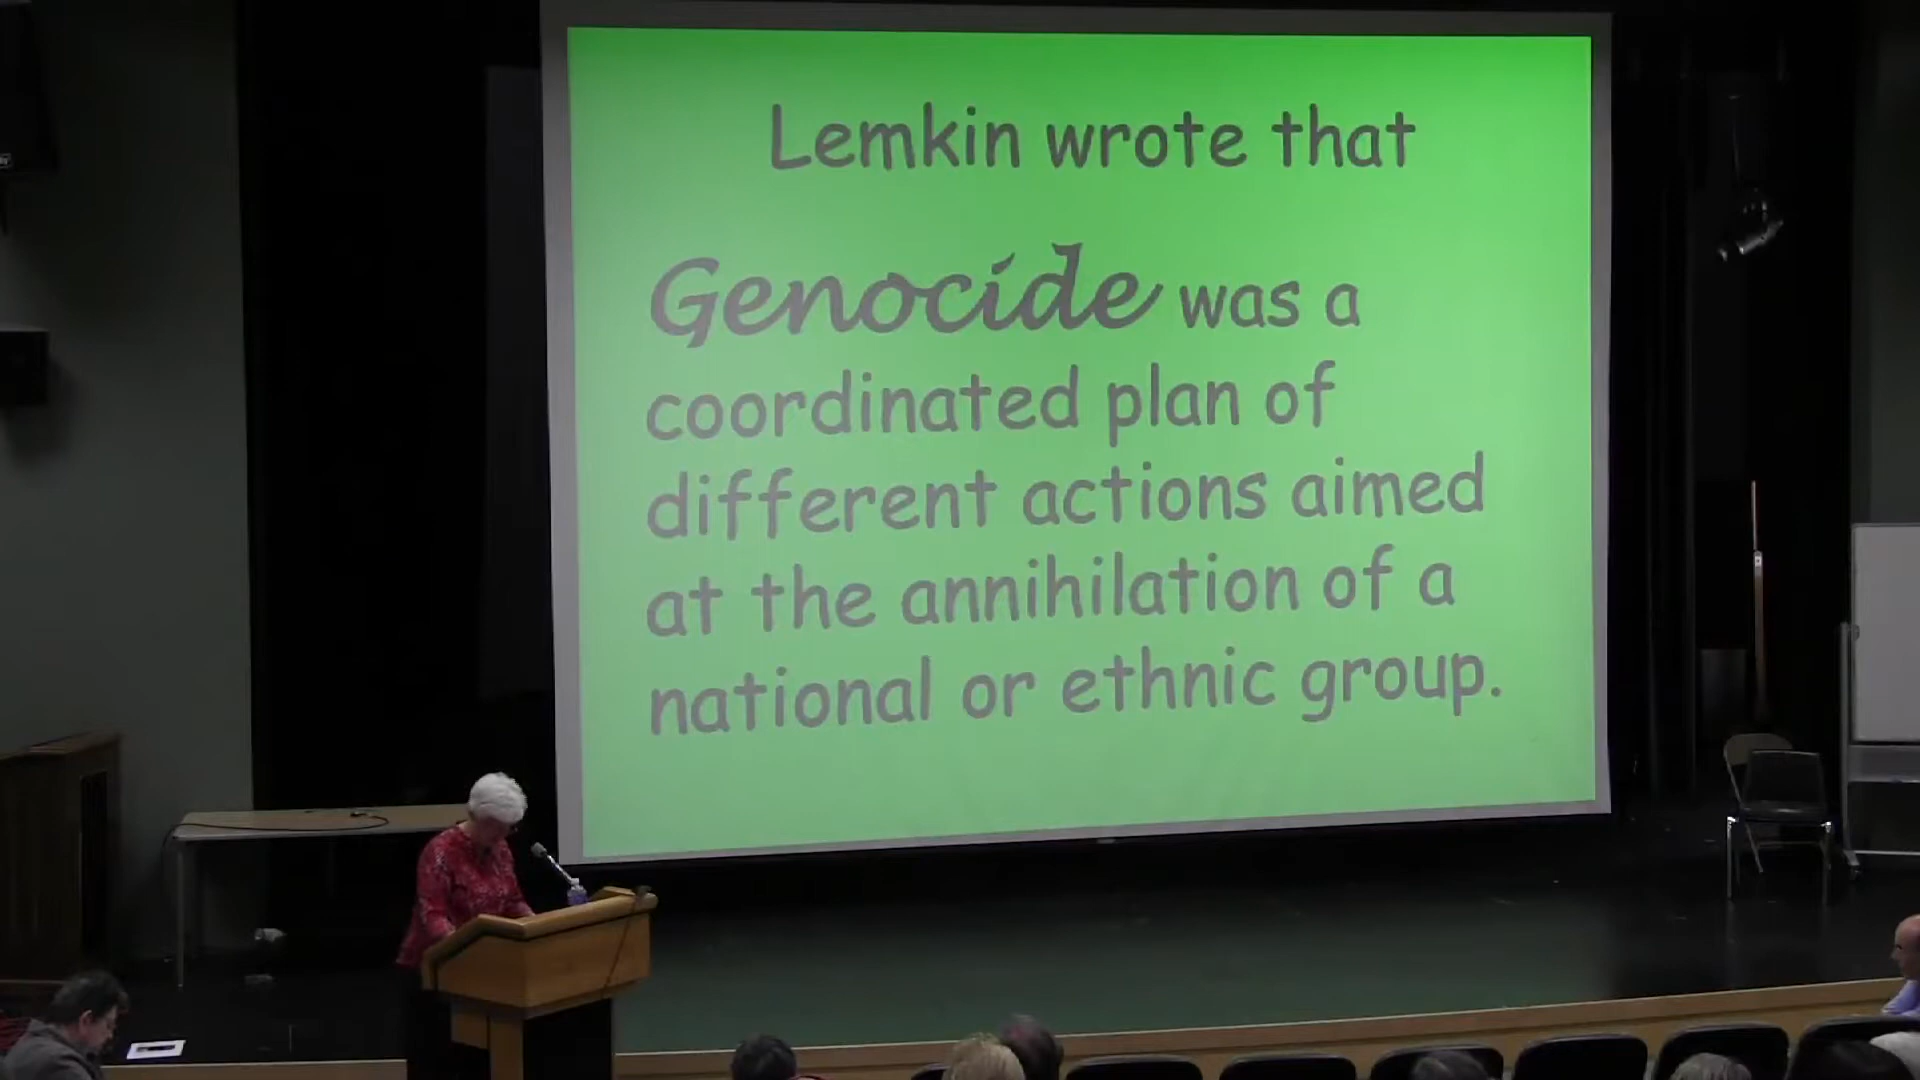 Lemkin wrote that
Genocide was a
coordinated plan of
different actions aimed
at the annihilation of a
national or ethnic group.